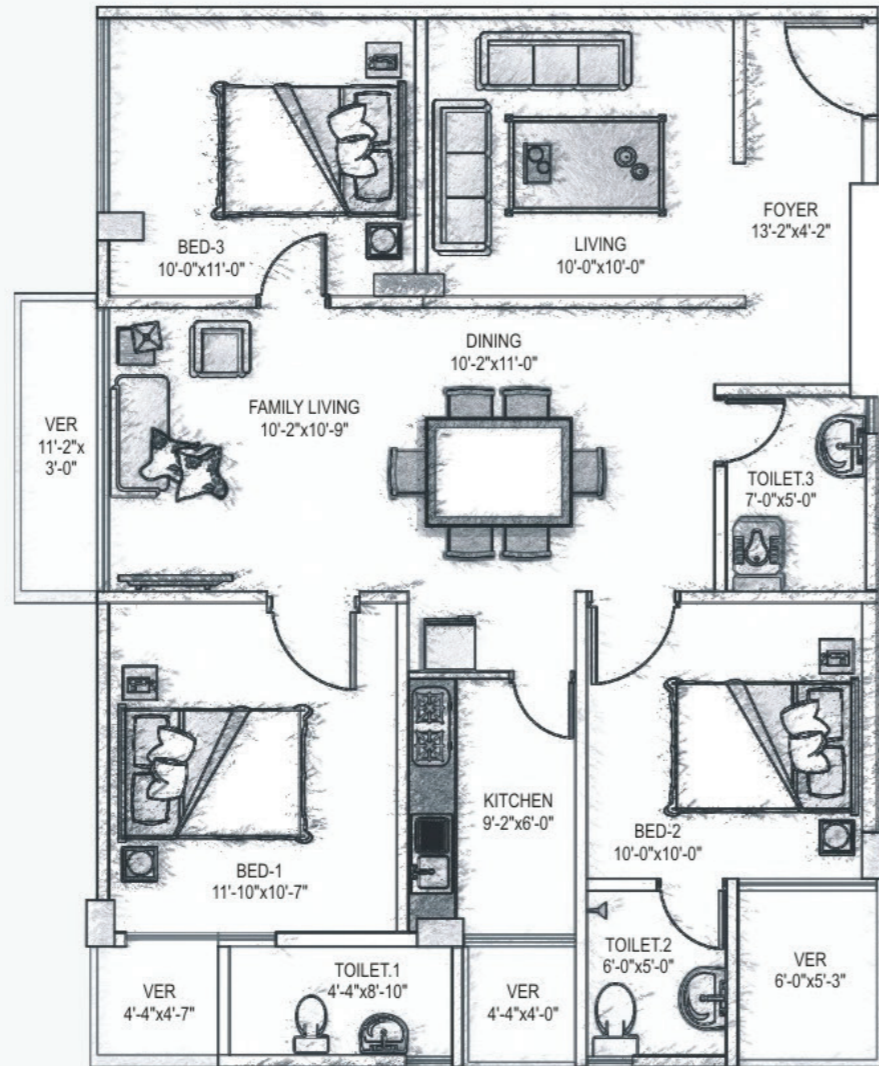 FOYER
13'-2"x4'-2"
BED-3
10'-0"x11'-0"
LIVING
10'-0"x10'-0"
DINING
10'-2"x11'-0"
FAMILY LIVING
10'-2"x10'-9"
VER
11'-2"x
3'-0"
TOILET.3
7'-0"x5'-0"
KITCHEN
9'-2"x6'-0"
BED-2
10'-0"x10'-0"
BED-1
11'-10"x10'-7"
TOILET.2
6'-0"x5'-0"
VER
6'-0"x5'-3"
TOILET.1
4'-4"x8'-10"
VER
4'-4"x4'-7"
VER
4'-4"x4'-0"